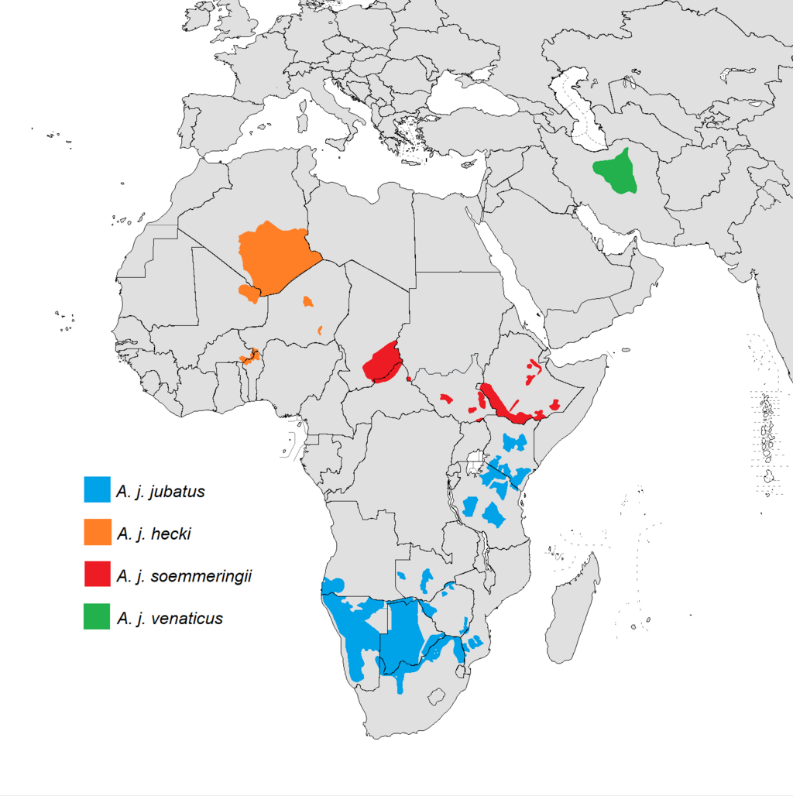 A. j. jubatus
A. j. hecki
A. j. soemmeringii
A. j. venaticus